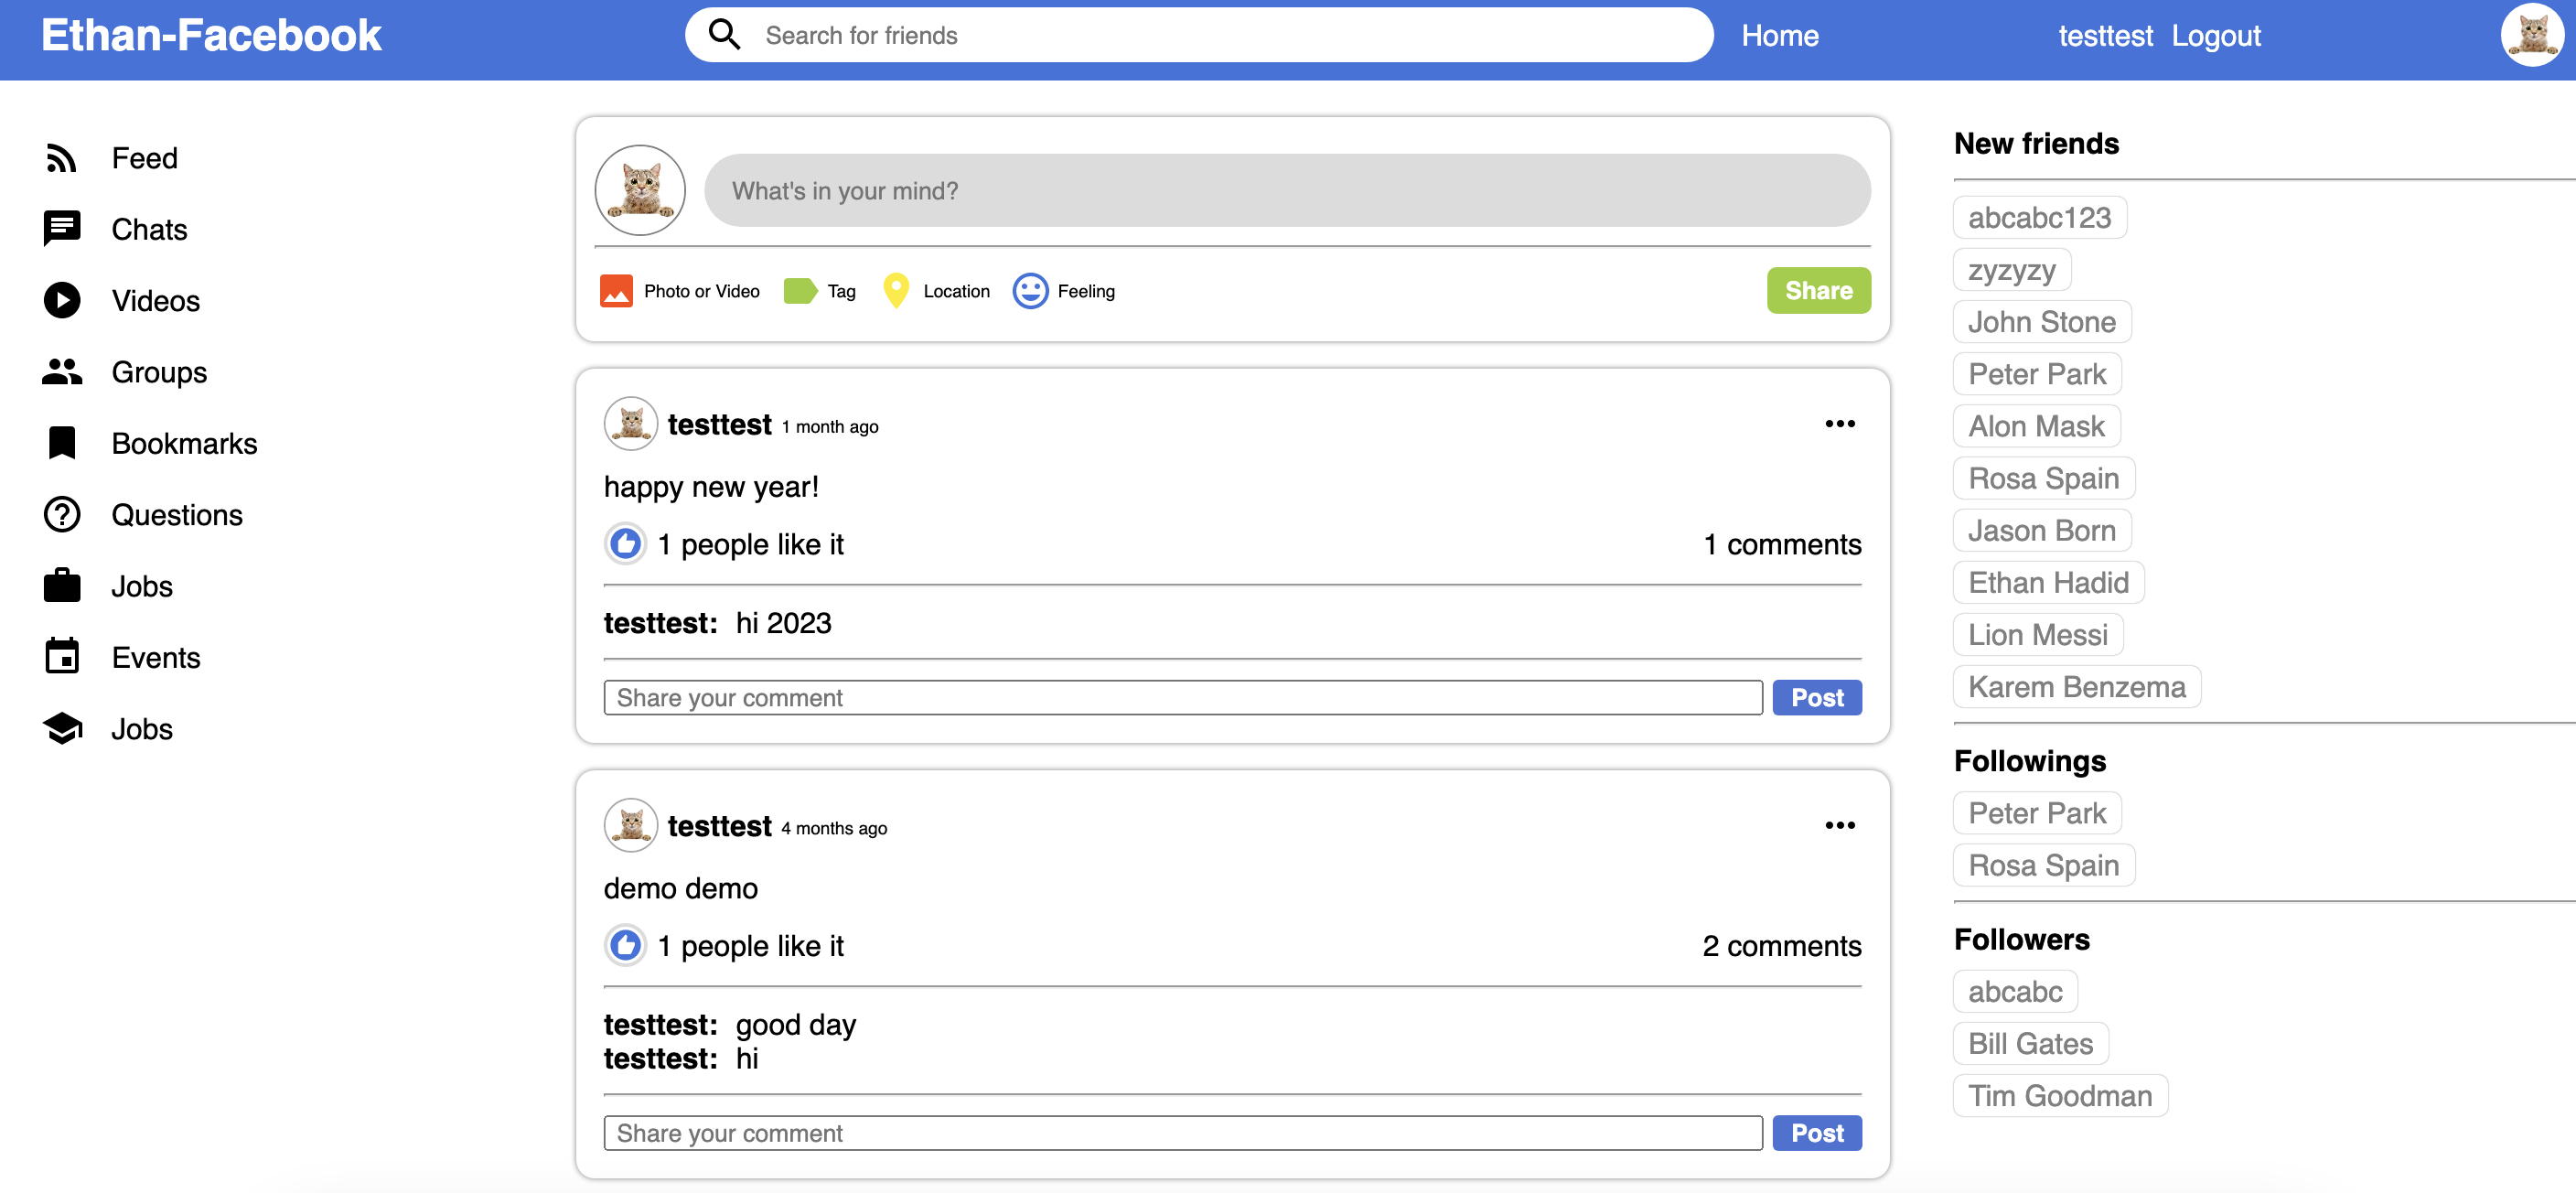 Ethan-Facebook
Search for friends
Home
testtest Logout
Feed
Chats
Videos
Groups
Bookmarks
Questions
Jobs
Events
Jobs
What's in your mind?
Photo or Video
Tag
Location
Feeling
Share
testtest 1 month ago
happy new year!
1 people like it
1 comments
testtest: hi 2023
Share your comment
Post
testtest 4 months ago
demo demo
1 people like it
2 comments
testtest: good day
testtest: hi
Share your comment
Post
New friends
abcabc123
zyzyzy
John Stone
Peter Park
Alon Mask
Rosa Spain
Jason Born
Ethan Hadid
Lion Messi
Karem Benzema
Followings
Peter Park
Rosa Spain
Followers
abcabc
Bill Gates
Tim Goodman